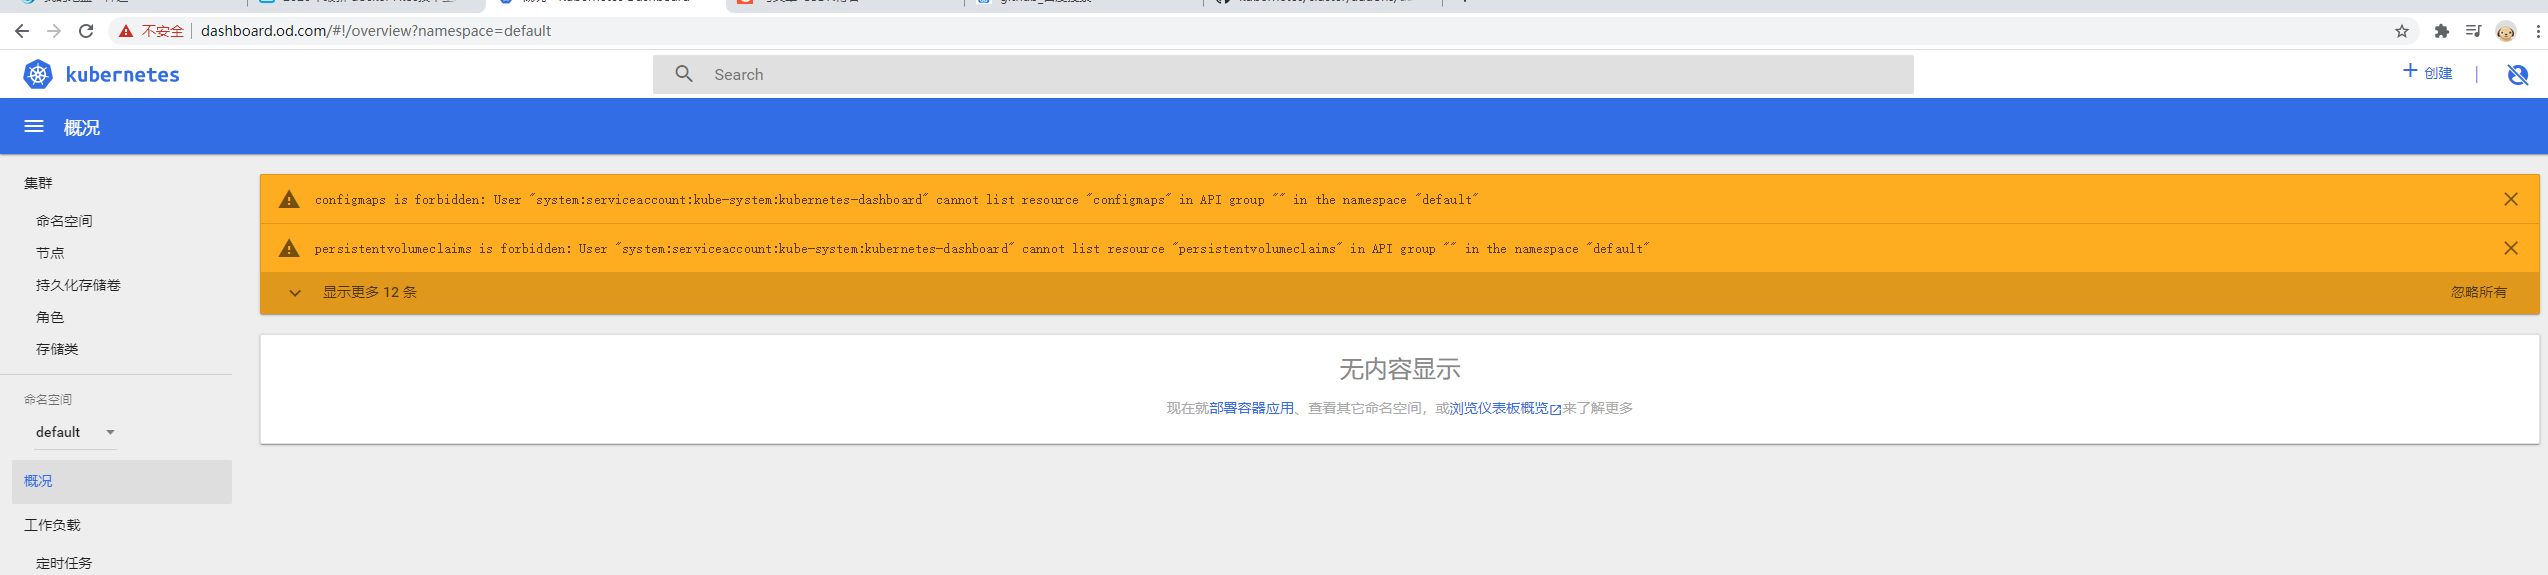 不安全 dashboard.od.com/#!/overview?namespace=default
kubernetes
Search
创建
概况
集群
命名空间
节点
持久化存储卷
角色
存储类
命名空间
default
概况
工作负载
定时任务
configmaps is forbidden: User "system:serviceaccount:kube-system:kubernetes-dashboard" cannot list resource "configmaps" in API group "" in the namespace "default"
persistentvolumeclaims is forbidden: User "system:serviceaccount:kube-system:kubernetes-dashboard" cannot list resource "persistentvolumeclaims" in API group "" in the namespace "default"
显示更多 12 条
忽略所有
无内容显示
现在就部署容器应用、查看其它命名空间，或浏览仪表板概览来了解更多